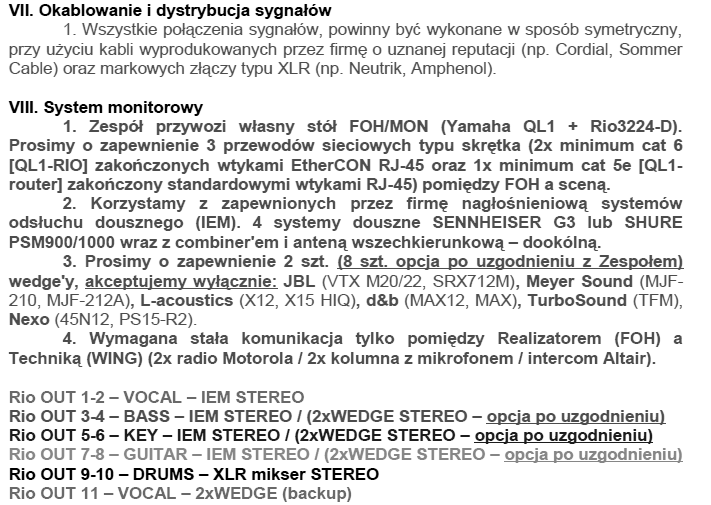 VII. Okablowanie i dystrybucja sygnałów
1. Wszystkie połączenia sygnałów, powinny być wykonane w sposób symetryczny,
przy użyciu kabli wyprodukowanych przez firmę o uznanej reputacji (np. Cordial, Sommer
Cable) oraz markowych złączy typu XLR (np. Neutrik, Amphenol).
VIII. System monitorowy
1. Zespół przywozi własny stół FOH/MON (Yamaha QL1 + Rio3224-D).
Prosimy o zapewnienie 3 przewodów sieciowych typu skrętka (2x minimum cat 6
[QL1-RIO] zakończonych wtykami EtherCON RJ-45 oraz 1x minimum cat 5e [QL1-
router] zakończony standardowymi wtykami RJ-45) pomiędzy FOH a sceną.
2. Korzystamy z zapewnionych przez firmę nagłośnieniową systemów
odsłuchu dousznego (IEM). 4 systemy douszne SENNHEISER G3 lub SHURE
PSM900/1000 wraz z combiner'em i anteną wszechkierunkową – dookólną.
3. Prosimy o zapewnienie 2 szt. (8 szt. opcja po uzgodnieniu z Zespołem)
wedge'y, akceptujemy wyłącznie: JBL (VTX M20/22, SRX712M), Meyer Sound (MJF-
210, MJF-212A), L-acoustics (X12, X15 HIQ), d&b (MAX12, MAX), TurboSound (TFM),
Nexo (45N12, PS15-R2).
4. Wymagana stała komunikacja tylko pomiędzy Realizatorem (FOH) a
Techniką (WING) (2x radio Motorola / 2x kolumna z mikrofonem / intercom Altair).
Rio OUT 1-2 – VOCAL – IEM STEREO
Rio OUT 3-4 – BASS – IEM STEREO / (2xWEDGE STEREO – opcja po uzgodnieniu)
Rio OUT 5-6 – KEY – IEM STEREO / (2xWEDGE STEREO – opcja po uzgodnieniu)
Rio OUT 7-8 – GUITAR – IEM STEREO / (2xWEDGE STEREO – opcja po uzgodnieniu)
Rio OUT 9-10 – DRUMS – XLR mikser STEREO
Rio OUT 11 – VOCAL – 2xWEDGE (backup)